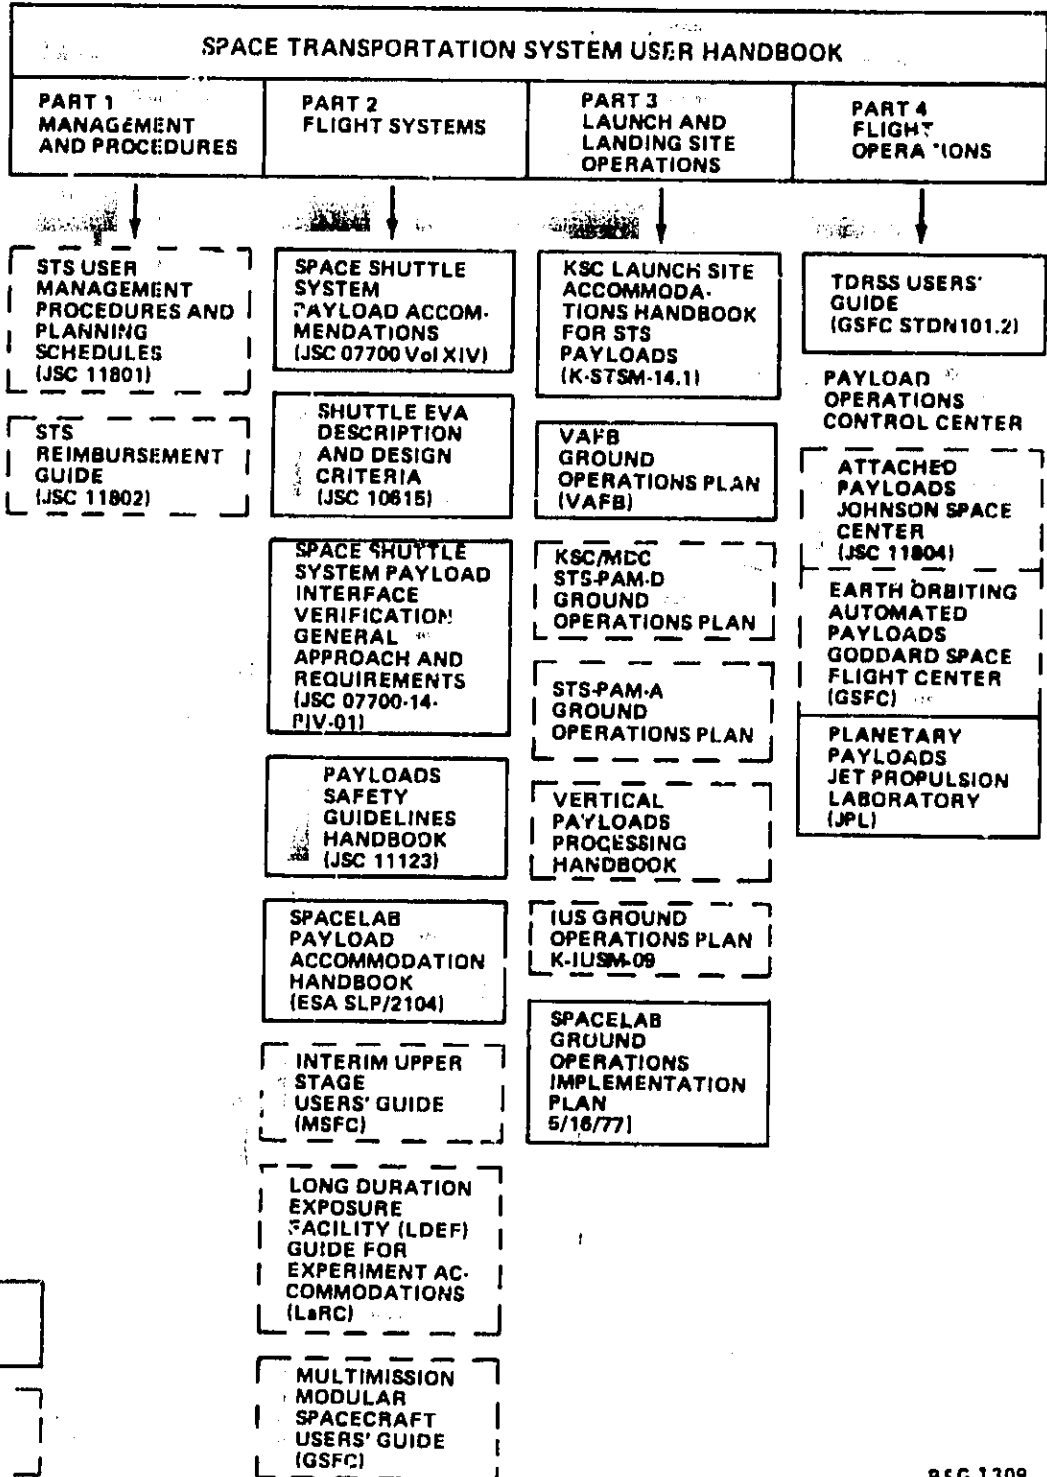 SPACE TRANSPORTATION SYSTEM USER HANDBOOK
PART 1
MANAGEMENT
AND PROCEDURES
PART 2
FLIGHT SYSTEMS
PART 3
LAUNCH AND
LANDING SITE
OPERATIONS
PART 4
FLIGHT
OPERATIONS
STS USER
MANAGEMENT
PROCEDURES AND
PLANNING
SCHEDULES
(JSC 11801)
STS
REIMBURSEMENT
GUIDE
(JSC 11802)
SPACE SHUTTLE
SYSTEM
PAYLOAD ACCOM-
MENDATIONS
(JSC 07700 Vol XIV)
SHUTTLE EVA
DESCRIPTION
AND DESIGN
CRITERIA
(JSC 10615)
SPACE SHUTTLE
SYSTEM PAYLOAD
INTERFACE
VERIFICATION
GENERAL
APPROACH AND
REQUIREMENTS
(JSC 07700-14-
PIV-01)
PAYLOADS
SAFETY
GUIDELINES
HANDBOOK
(JSC 11123)
SPACELAB
PAYLOAD
ACCOMMODATION
HANDBOOK
(ESA SLP/2104)
INTERIM UPPER
STAGE
USERS' GUIDE
(MSFC)
LONG DURATION
EXPOSURE
FACILITY (LDEF)
GUIDE FOR
EXPERIMENT AC-
COMMODATIONS
(LaRC)
MULTIMISSION
MODULAR
SPACECRAFT
USERS' GUIDE
(GSFC)
KSC LAUNCH SITE
ACCOMMODA-
TIONS HANDBOOK
FOR STS
PAYLOADS
(K-STSM-14.1)
VAFB
GROUND
OPERATIONS PLAN
(VAFB)
KSC/MDC
STS-PAM-D
GROUND
OPERATIONS PLAN
STS-PAM-A
GROUND
OPERATIONS PLAN
VERTICAL
PAYLOADS
PROCESSING
HANDBOOK
IUS GROUND
OPERATIONS PLAN
K-IUSM-09
SPACELAB
GROUND
OPERATIONS
IMPLEMENTATION
PLAN
5/16/77)
TDRSS USERS'
GUIDE
(GSFC STDN101.2)
PAYLOAD
OPERATIONS
CONTROL CENTER
ATTACHED
PAYLOADS
JOHNSON SPACE
CENTER
(JSC 11804)
EARTH ORBITING
AUTOMATED
PAYLOADS
GODDARD SPACE
FLIGHT CENTER
(GSFC)
PLANETARY
PAYLOADS
JET PROPULSION
LABORATORY
(JPL)